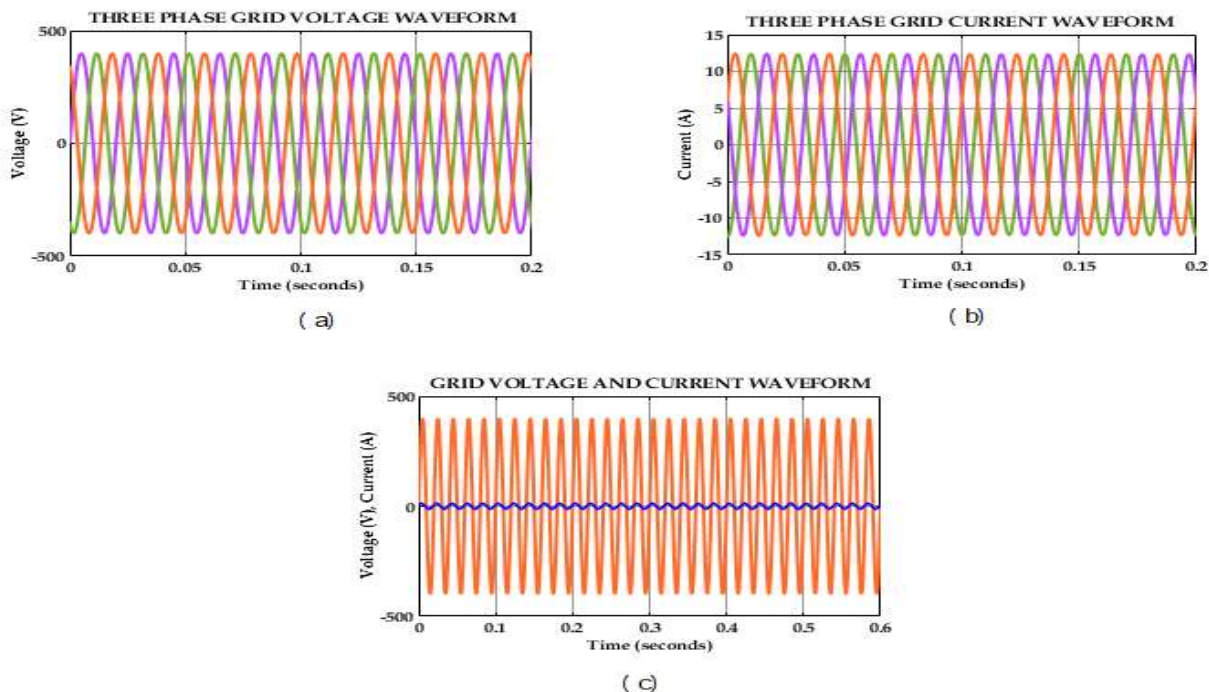 THREE PHASE GRID VOLTAGE WAVEFORM
500
0
-500
Voltage (V)
0
0.05
0.1
0.15
0.2
Time (seconds)
( a)
THREE PHASE GRID CURRENT WAVEFORM
15
10
5
0
-5
-10
-15
Current (A)
0
0.05
0.1
0.15
0.2
Time (seconds)
( b)
GRID VOLTAGE AND CURRENT WAVEFORM
500
0
-500
Voltage (V), Current (A)
0
0.1
0.2
0.3
0.4
0.5
0.6
Time (seconds)
( c)